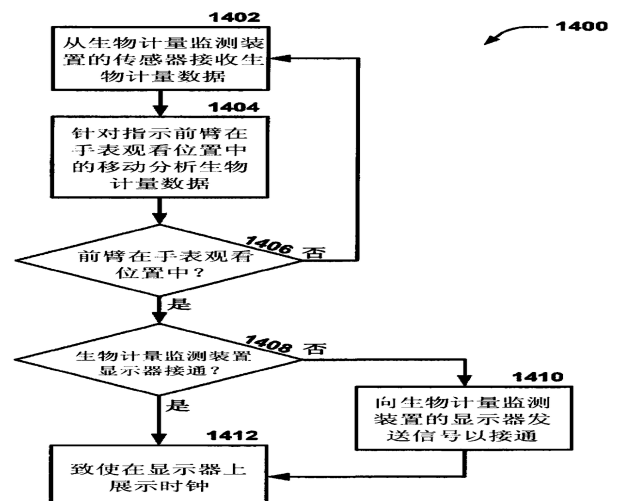 1402
1400
从生物计量监测装
置的传感器接收生
物计量数据
1404
针对指示前臂在
手表观看位置中
的移动分析生物
计量数据
1406
前臂在手表观看
位置中？
否
是
1408
生物计量监测装置
显示器接通？
否
是
1410
向生物计量监测
装置的显示器发
送信号以接通
1412
致使在显示器上
展示时钟